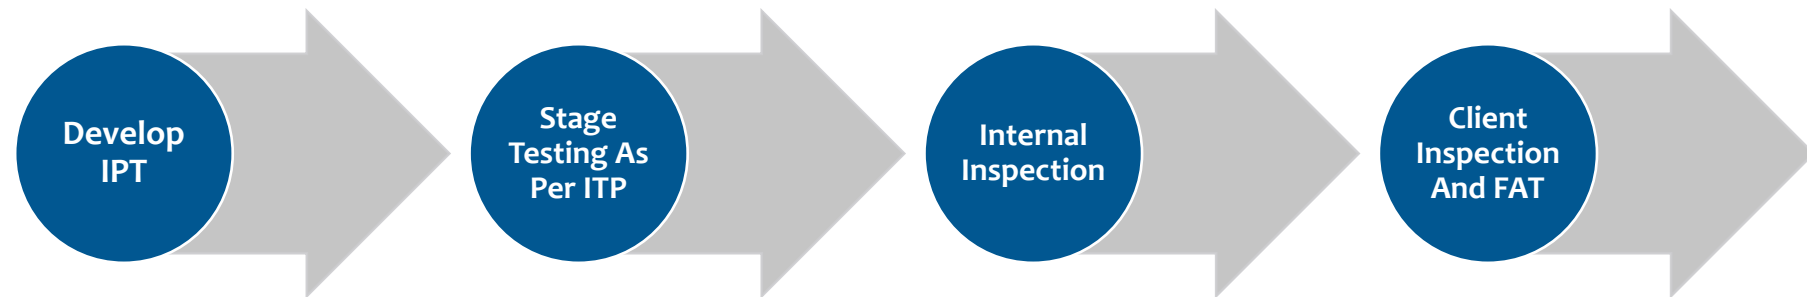 Develop
IPT
Stage
Testing As
Per ITP
Internal
Inspection
Client
Inspection
And FAT